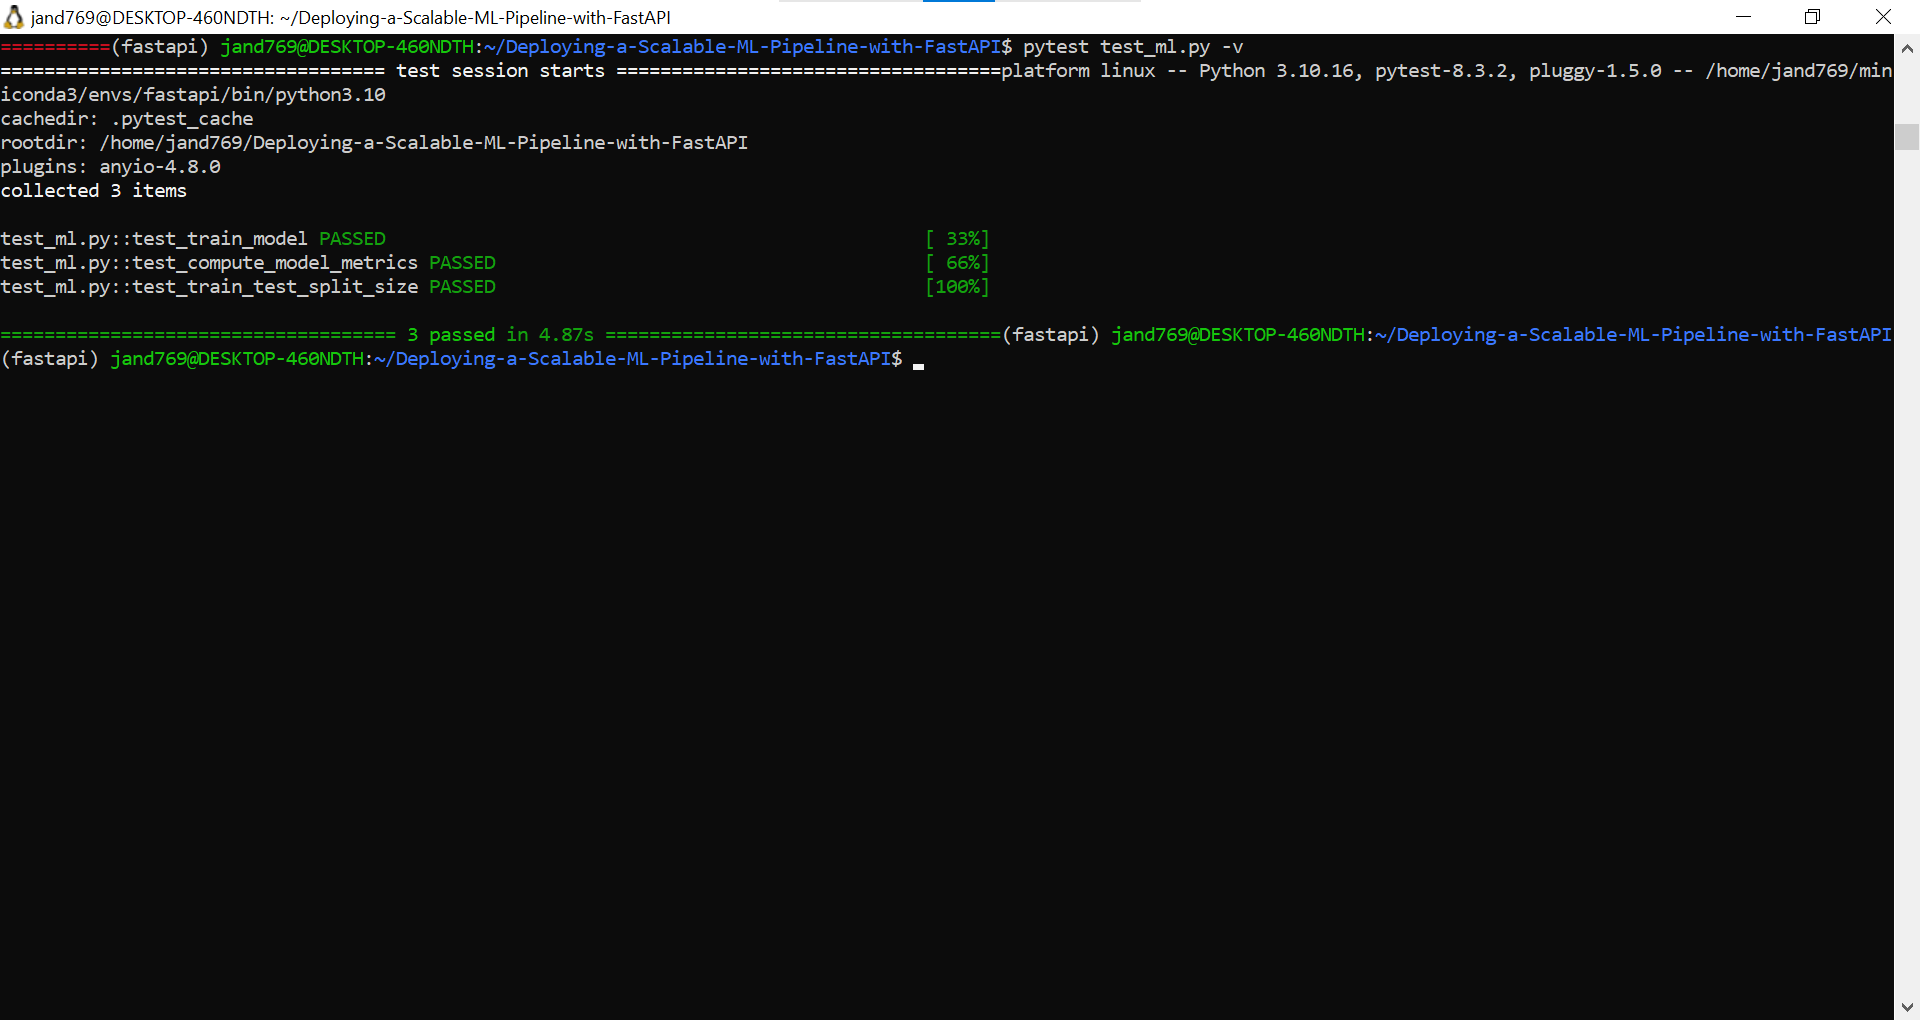 jand769@DESKTOP-460NDTH: ~/Deploying-a-Scalable-ML-Pipeline-with-FastAPI
==========(fastapi) jand769@DESKTOP-460NDTH:~/Deploying-a-Scalable-ML-Pipeline-with-FastAPI$ pytest test_ml.py -v
=================================== test session starts ===================================platform linux -- Python 3.10.16, pytest-8.3.2, pluggy-1.5.0 -- /home/jand769/min
iconda3/envs/fastapi/bin/python3.10
cachedir: .pytest_cache
rootdir: /home/jand769/Deploying-a-Scalable-ML-Pipeline-with-FastAPI
plugins: anyio-4.8.0
collected 3 items
test_ml.py::test_train_model PASSED [ 33%]
test_ml.py::test_compute_model_metrics PASSED [ 66%]
test_ml.py::test_train_test_split_size PASSED [100%]
==================================== 3 passed in 4.87s ====================================(fastapi) jand769@DESKTOP-460NDTH:~/Deploying-a-Scalable-ML-Pipeline-with-FastAPI
(fastapi) jand769@DESKTOP-460NDTH:~/Deploying-a-Scalable-ML-Pipeline-with-FastAPI$